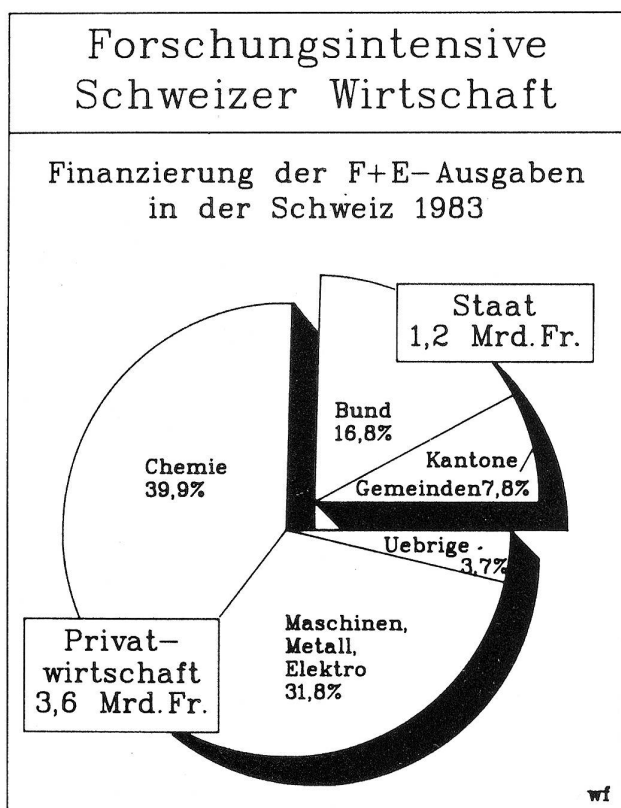 Forschungsintensive
Schweizer Wirtschaft
Finanzierung der F+E-Ausgaben
in der Schweiz 1983
Staat
1,2 Mrd.Fr.
Bund
16,8%
Kantone
Gemeinden 7,8%
Chemie
39,9%
Uebrige
3,7%
Maschinen,
Metall,
Elektro
31,8%
Privat-
wirtschaft
3,6 Mrd.Fr.
wf